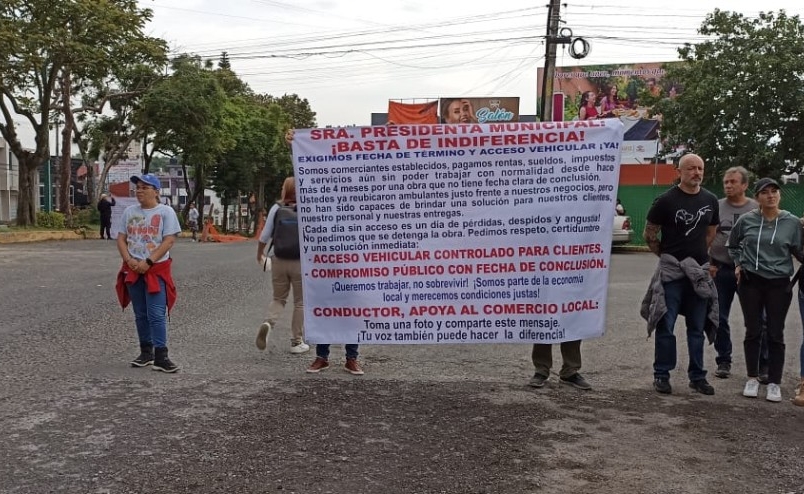 SRA. PRESIDENTA MUNICIPAL
¡BASTA DE INDIFERENCIA!
EXIGIMOS FECHA DE TÉRMINO Y ACCESO VEHICULAR ¡YA!
Somos comerciantes establecidos, pagamos rentas, sueldos, impuestos
y servicios aún sin poder trabajar con normalidad desde hace
más de 4 meses por una obra que no tiene fecha clara de conclusión.
Ustedes ya reubicaron ambulantes justo frente a nuestros negocios, pero
no han sido capaces de brindar una solución para nuestros clientes,
nuestro personal y nuestras entregas.
Cada día sin acceso es un día de pérdidas, despidos y angustia!
No pedimos que se detenga la obra. Pedimos respeto, certidumbre
y una solución inmediata:
- ACCESO VEHICULAR CONTROLADO PARA CLIENTES.
- COMPROMISO PÚBLICO CON FECHA DE CONCLUSIÓN.
¡Queremos trabajar, no sobrevivir! ¡Somos parte de la economía
local y merecemos condiciones justas!
CONDUCTOR, APOYA AL COMERCIO LOCAL:
Toma una foto y comparte este mensaje.
¡Tu voz también puede hacer la diferencia!